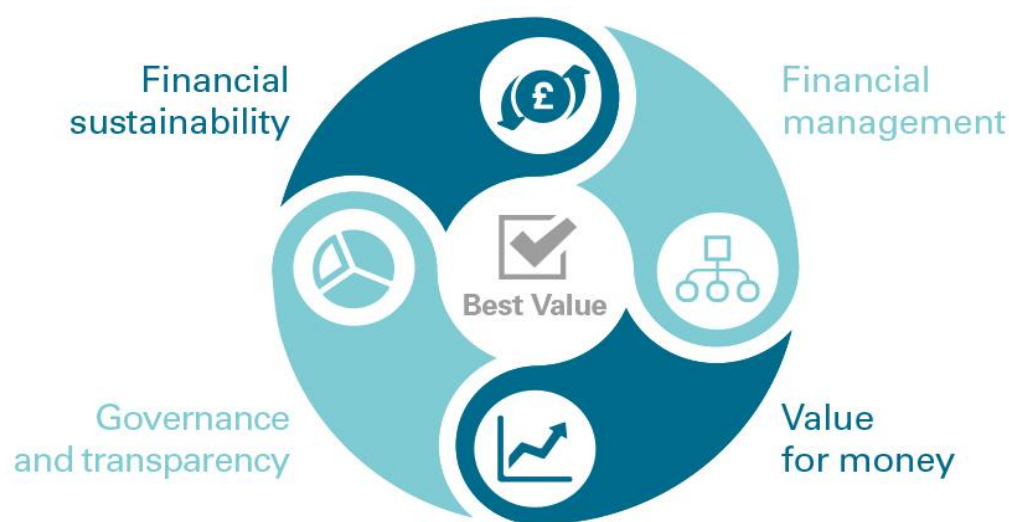 Financial
sustainability
Financial
management
£
Best Value
Governance
and transparency
Value
for money